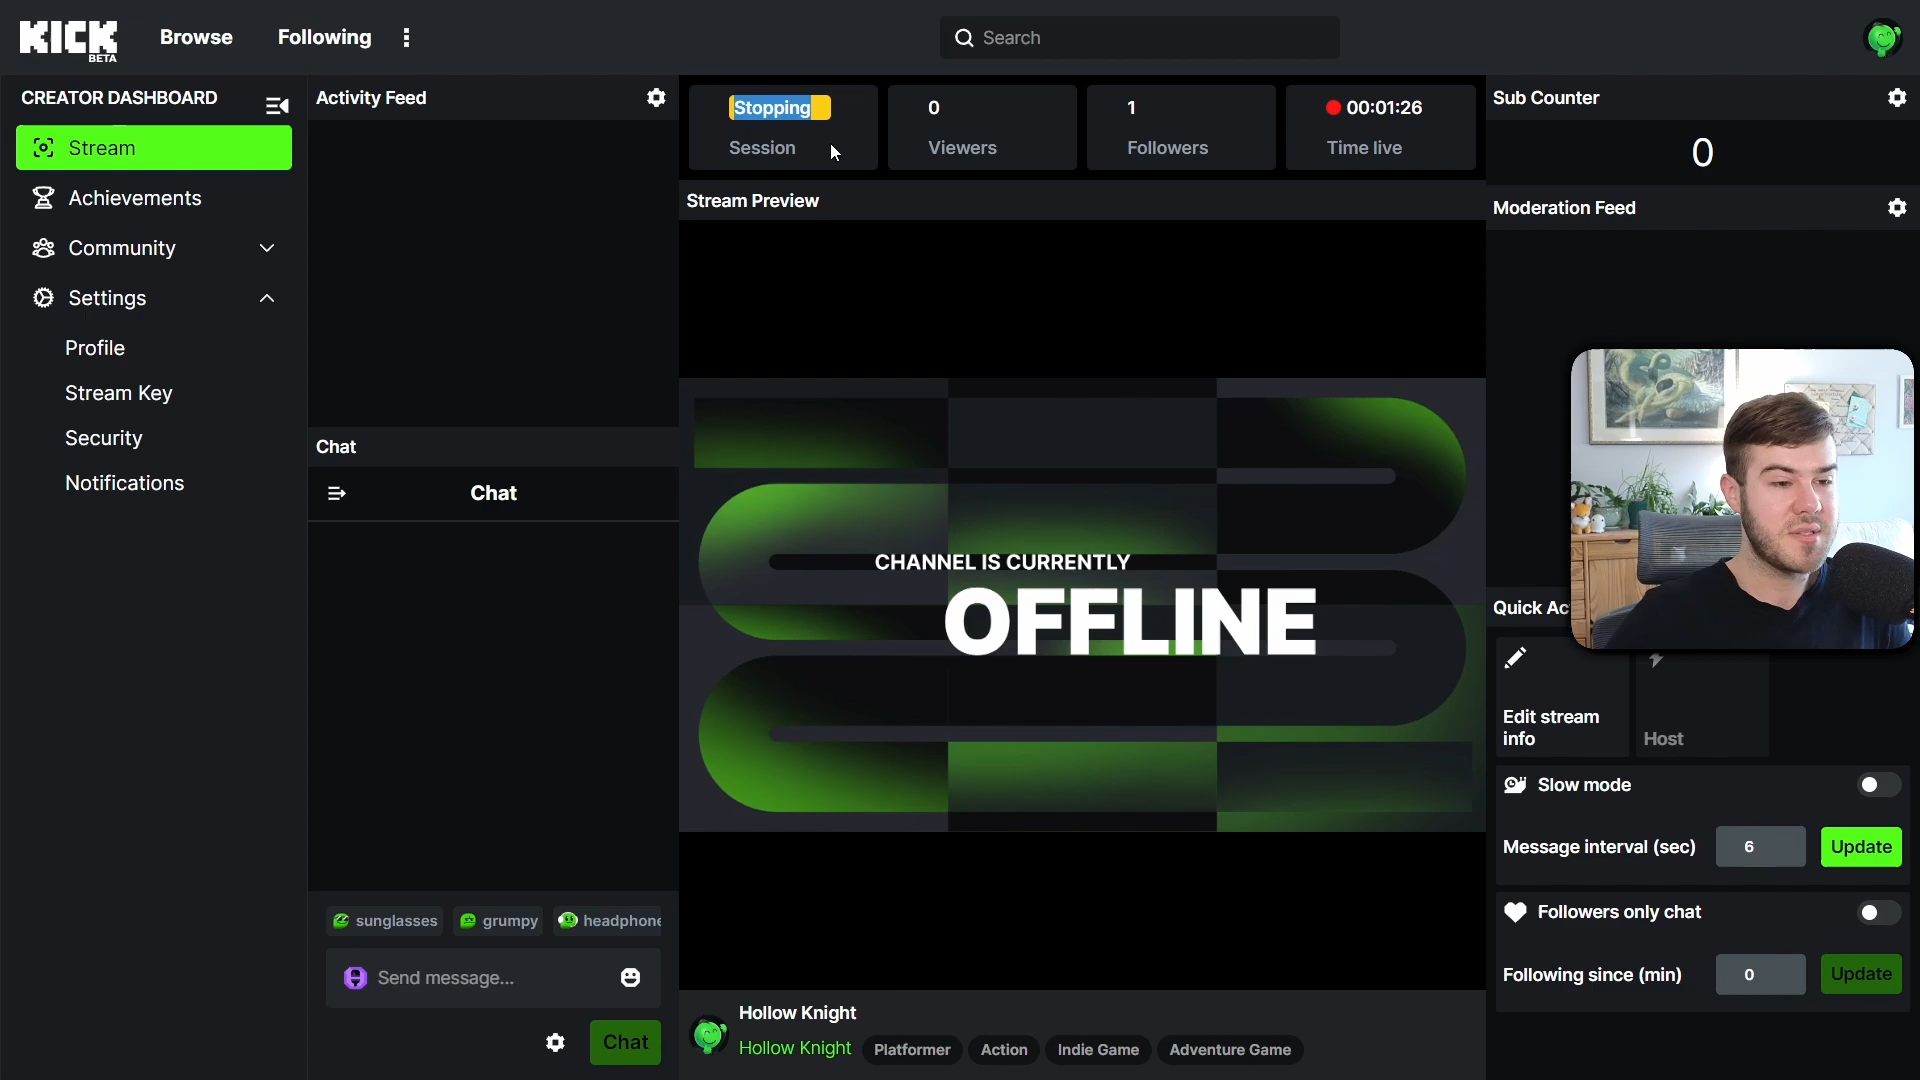 KICK
BETA
Browse
Following
Search
CREATOR DASHBOARD
Stream
Achievements
Community
Settings
Profile
Stream Key
Security
Notifications
Activity Feed
Chat
Chat
sunglasses
grumpy
headphone
Send message...
Chat
Stopping
Session
0
Viewers
1
Followers
00:01:26
Time live
Stream Preview
CHANNEL IS CURRENTLY
OFFLINE
Hollow Knight
Hollow Knight
Platformer
Action
Indie Game
Adventure Game
Sub Counter
0
Moderation Feed
Quick Ac
Edit stream
info
Host
Slow mode
Message interval (sec)
6
Update
Followers only chat
Following since (min)
0
Update